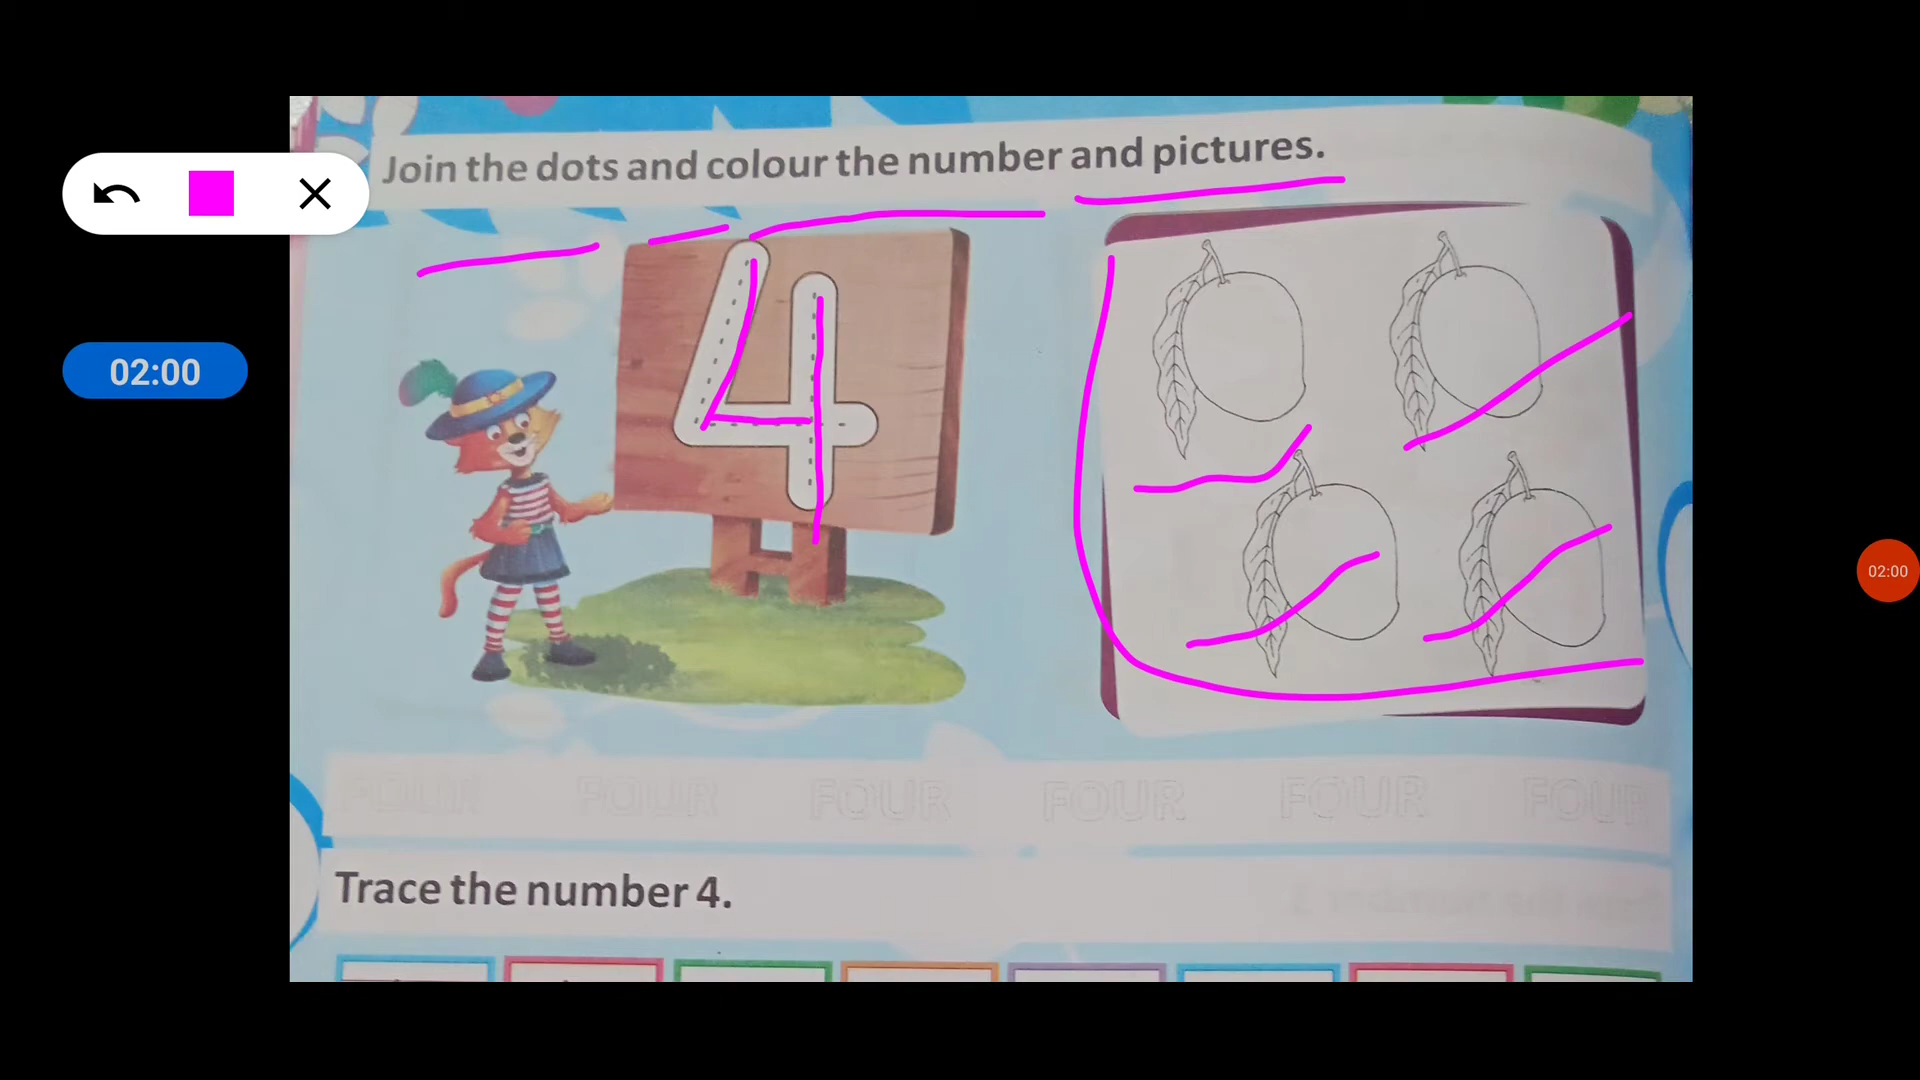 Join the dots and colour the number and pictures.
02:00
4
02:00
FOUR FOUR FOUR FOUR FOUR FOUR
Trace the number 4.